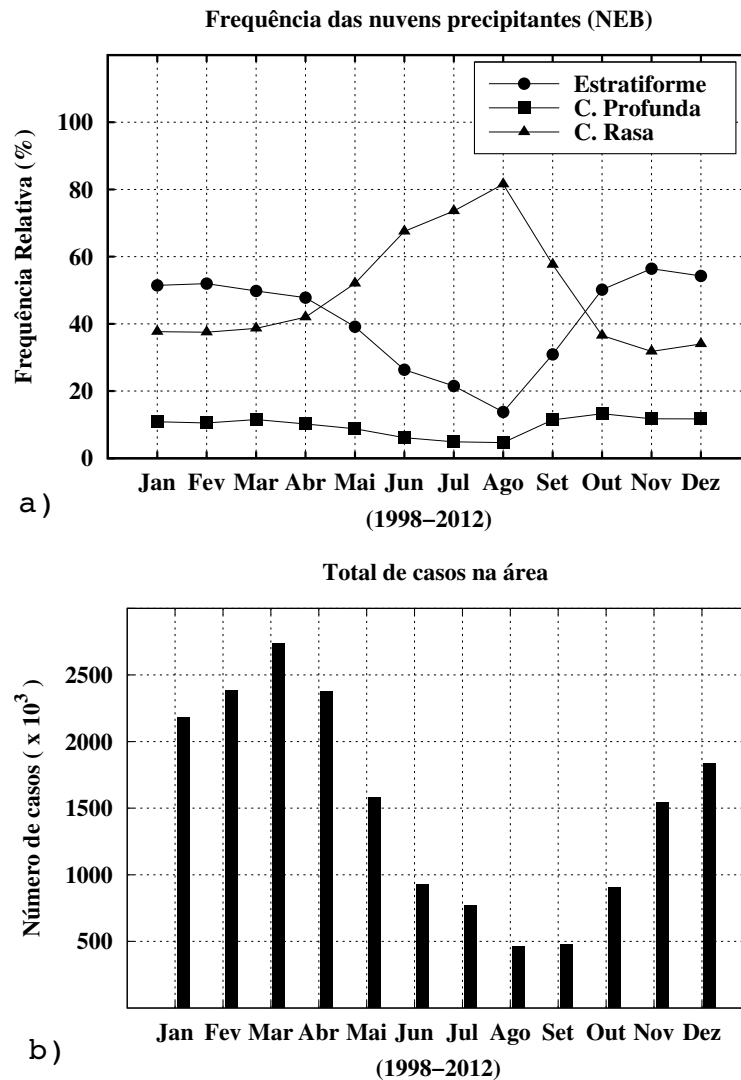 Frequência das nuvens precipitantes (NEB)
Estratiforme
C. Profunda
C. Rasa
Frequência Relativa (%)
100
80
60
40
20
0
Jan Fev Mar Abr Mai Jun Jul Ago Set Out Nov Dez
a)
(1998–2012)
Total de casos na área
Número de casos ( x 10³)
2500
2000
1500
1000
500
Jan Fev Mar Abr Mai Jun Jul Ago Set Out Nov Dez
b)
(1998–2012)